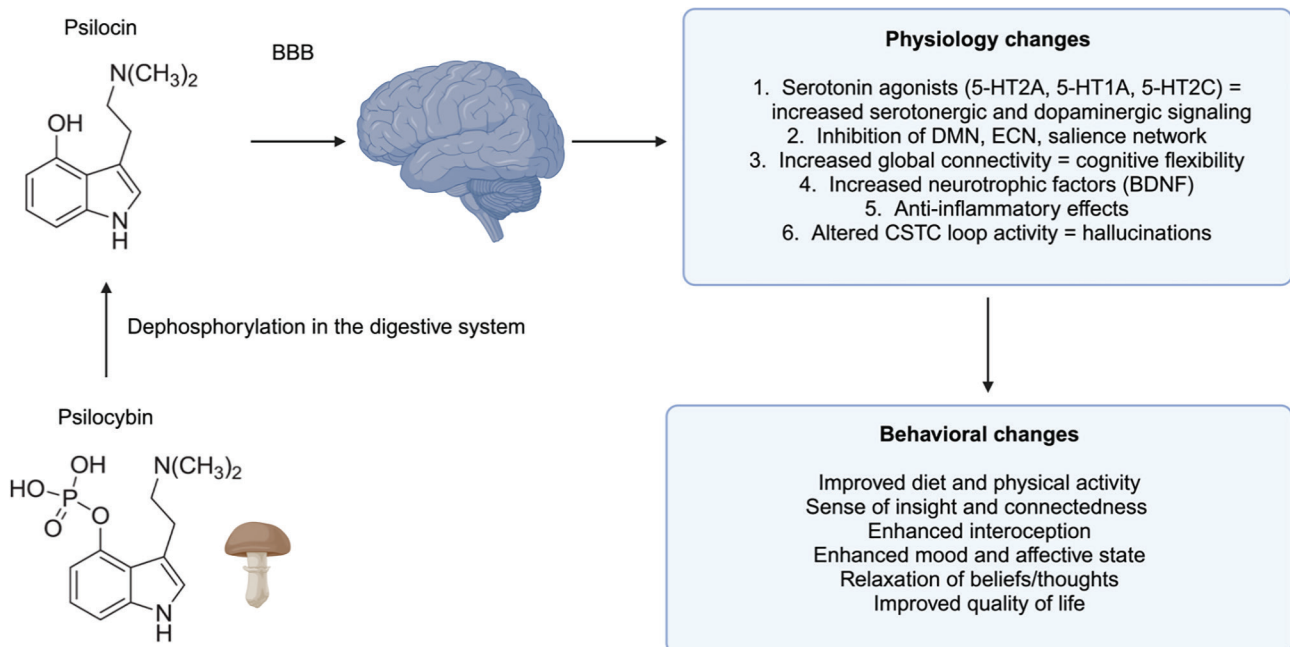 Psilocin
N(CH₃)₂
OH
N
H
BBB
Physiology changes
1. Serotonin agonists (5-HT2A, 5-HT1A, 5-HT2C) =
increased serotonergic and dopaminergic signaling
2. Inhibition of DMN, ECN, salience network
3. Increased global connectivity = cognitive flexibility
4. Increased neurotrophic factors (BDNF)
5. Anti-inflammatory effects
6. Altered CSTC loop activity = hallucinations
Dephosphorylation in the digestive system
Psilocybin
OH
N(CH₃)₂
HO
P
O
O
N
H
Behavioral changes
Improved diet and physical activity
Sense of insight and connectedness
Enhanced interoception
Enhanced mood and affective state
Relaxation of beliefs/thoughts
Improved quality of life